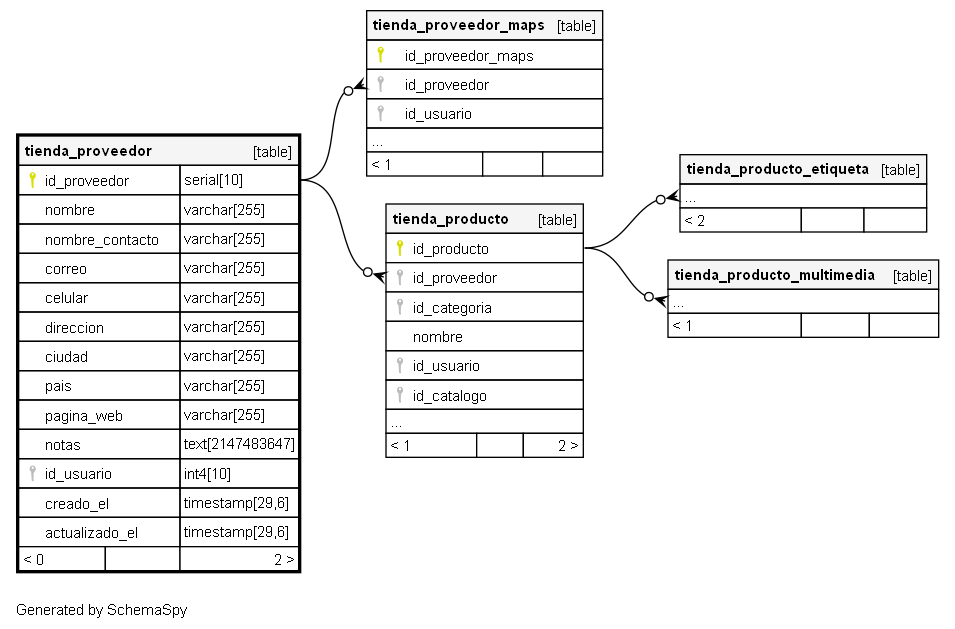 tienda_proveedor_maps [table]
id_proveedor_maps
id_proveedor
id_usuario
...
< 1
tienda_proveedor [table]
id_proveedor serial[10]
nombre varchar[255]
nombre_contacto varchar[255]
correo varchar[255]
celular varchar[255]
direccion varchar[255]
ciudad varchar[255]
pais varchar[255]
pagina_web varchar[255]
notas text[2147483647]
id_usuario int4[10]
creado_el timestamp[29,6]
actualizado_el timestamp[29,6]
< 0 2 >
tienda_producto [table]
id_producto
id_proveedor
id_categoria
nombre
id_usuario
id_catalogo
...
< 1 2 >
tienda_producto_etiqueta [table]
...
< 2
tienda_producto_multimedia [table]
...
< 1
Generated by SchemaSpy